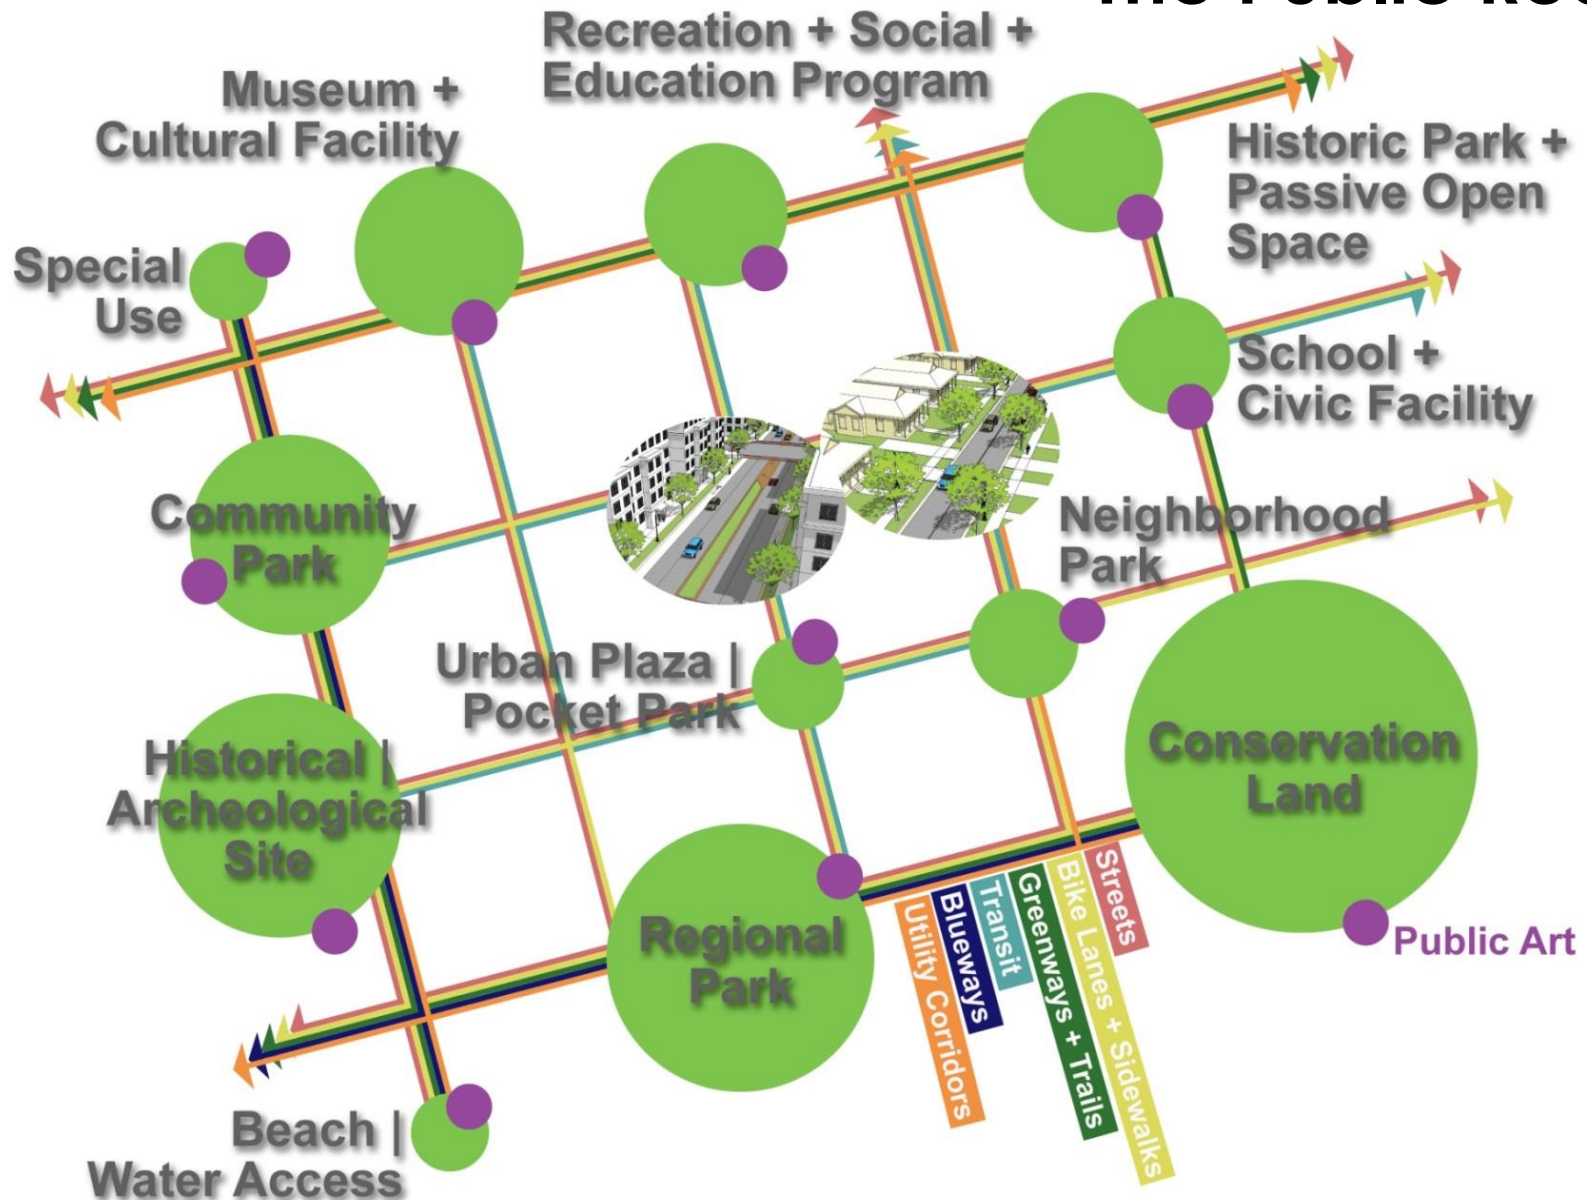 The Public
Recreation + Social +
Education Program
Museum +
Cultural Facility
Historic Park +
Passive Open
Space
Special
Use
School +
Civic Facility
Community
Park
Neighborhood
Park
Urban Plaza |
Pocket Park
Historical |
Archeological
Site
Conservation
Land
Regional
Park
Streets
Bike Lanes + Sidewalks
Greenways + Trails
Transit
Blueways
Utility Corridors
Public Art
Beach |
Water Access